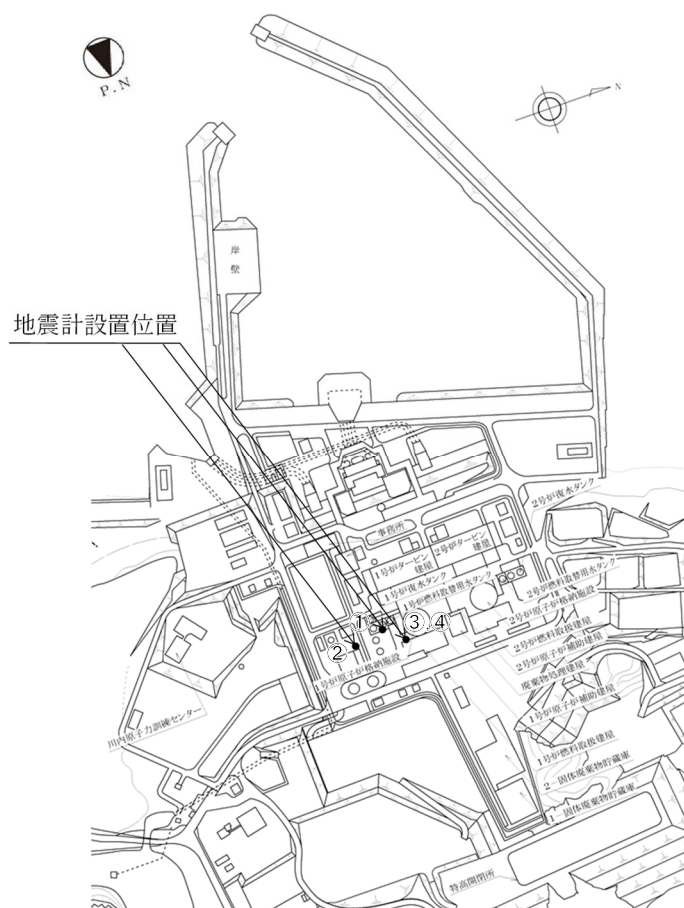 P.N
N
岸
壁
地震計設置位置
2号炉復水タンク
事務所
1号炉タービン
建屋
2号炉タービン
建屋
1号炉復水タンク
1号炉燃料取替用水タンク
2号炉燃料取替用水タンク
2号炉原子炉格納施設
① ③,④
②
2号炉燃料取扱建屋
2号炉原子炉補助建屋
1号炉原子炉格納施設
廃棄物処理建屋
1号炉原子炉補助建屋
川内原子力訓練センター
1号炉燃料取扱建屋
2-固体廃棄物貯蔵庫
1-固体廃棄物貯蔵庫
特高開閉所